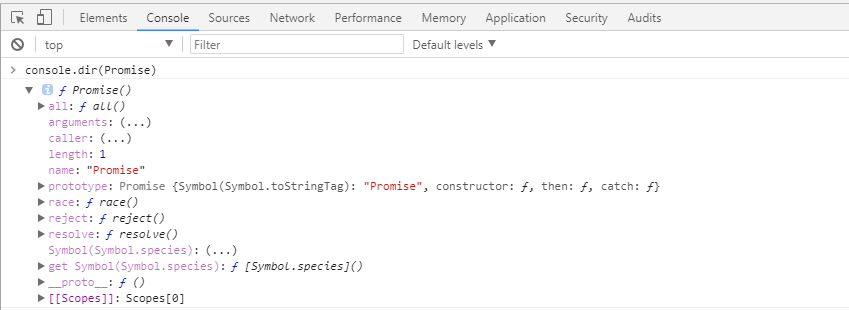 Elements Console Sources Network Performance Memory Application Security Audits
top ▼ Filter Default levels ▼
> console.dir(Promise)
▼ i ƒ Promise()
▶ all: ƒ all()
arguments: (...)
caller: (...)
length: 1
name: "Promise"
▶ prototype: Promise {Symbol(Symbol.toStringTag): "Promise", constructor: ƒ, then: ƒ, catch: ƒ}
▶ race: ƒ race()
▶ reject: ƒ reject()
▶ resolve: ƒ resolve()
Symbol(Symbol.species): (...)
▶ get Symbol(Symbol.species): ƒ [Symbol.species]()
▶ __proto__: ƒ ()
▶ [[Scopes]]: Scopes[0]